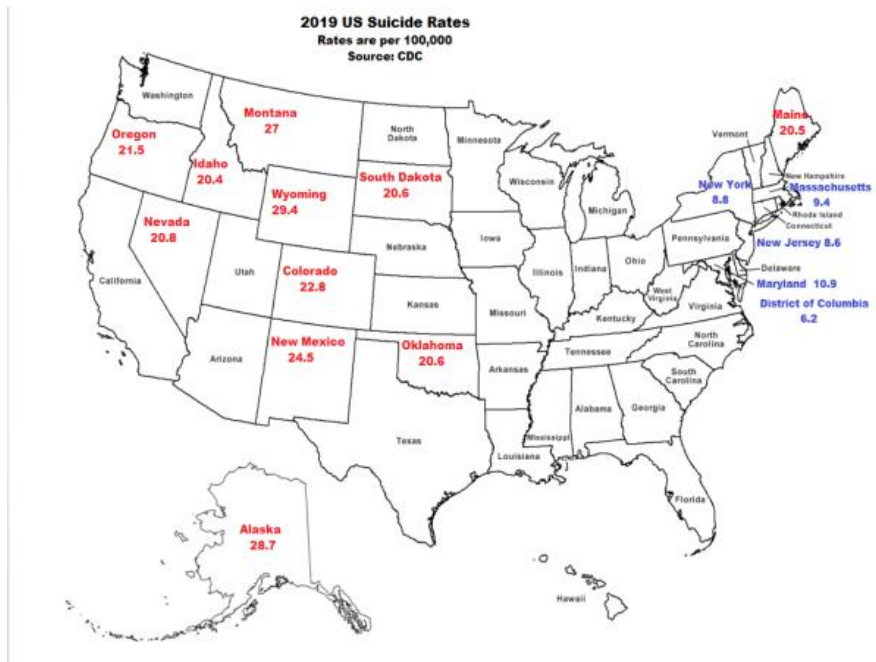 2019 US Suicide Rates
Rates are per 100,000
Source: CDC
Washington
Montana
27
North
Dakota
Minnesota
Maine
20.5
Oregon
21.5
Vermont
Idaho
20.4
South Dakota
20.6
Wisconsin
New Hampshire
Wyoming
29.4
New York
8.8
Massachusetts
9.4
Michigan
Rhode Island
Connecticut
Nevada
20.8
Nebraska
Iowa
Pennsylvania
New Jersey 8.6
California
Utah
Colorado
22.8
Illinois
Indiana
Ohio
Delaware
Maryland 10.9
West
Virginia
Virginia
District of Columbia
6.2
Kansas
Missouri
Kentucky
New Mexico
24.5
Oklahoma
20.6
North
Carolina
Arizona
Tennessee
Arkansas
South
Carolina
Alabama
Georgia
Texas
Mississippi
Louisiana
Florida
Alaska
28.7
Hawaii